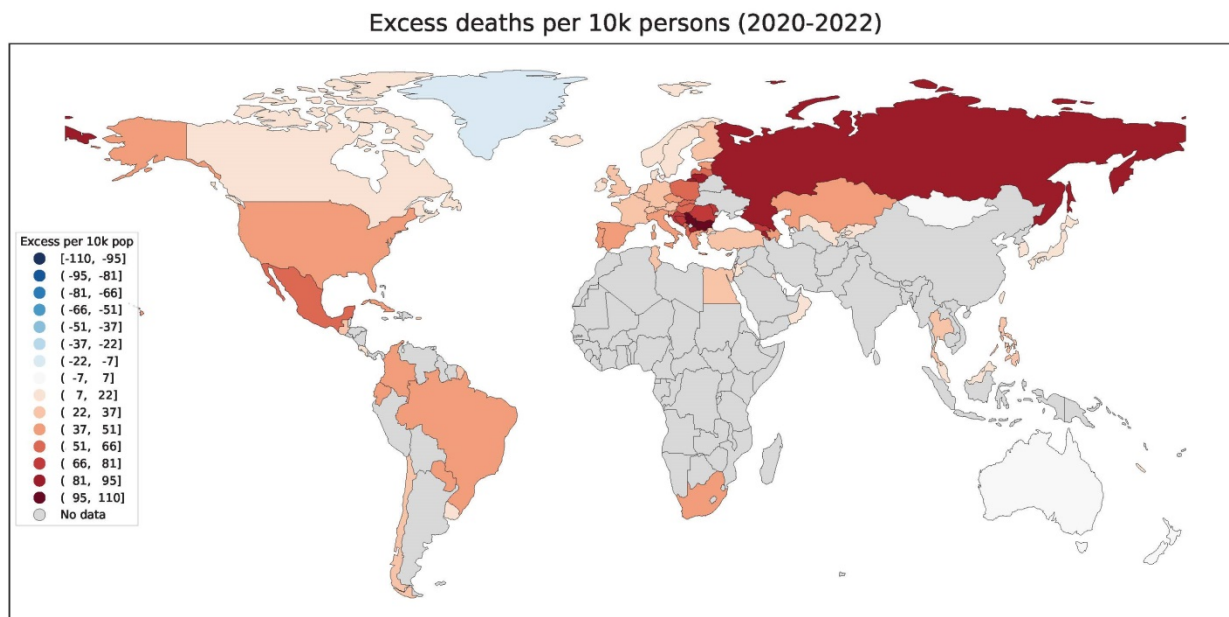 Excess deaths per 10k persons (2020-2022)
Excess per 10k pop
[-110, -95]
( -95, -81]
( -81, -66]
( -66, -51]
( -51, -37]
( -37, -22]
( -22, -7]
( -7, 7]
( 7, 22]
( 22, 37]
( 37, 51]
( 51, 66]
( 66, 81]
( 81, 95]
( 95, 110]
No data